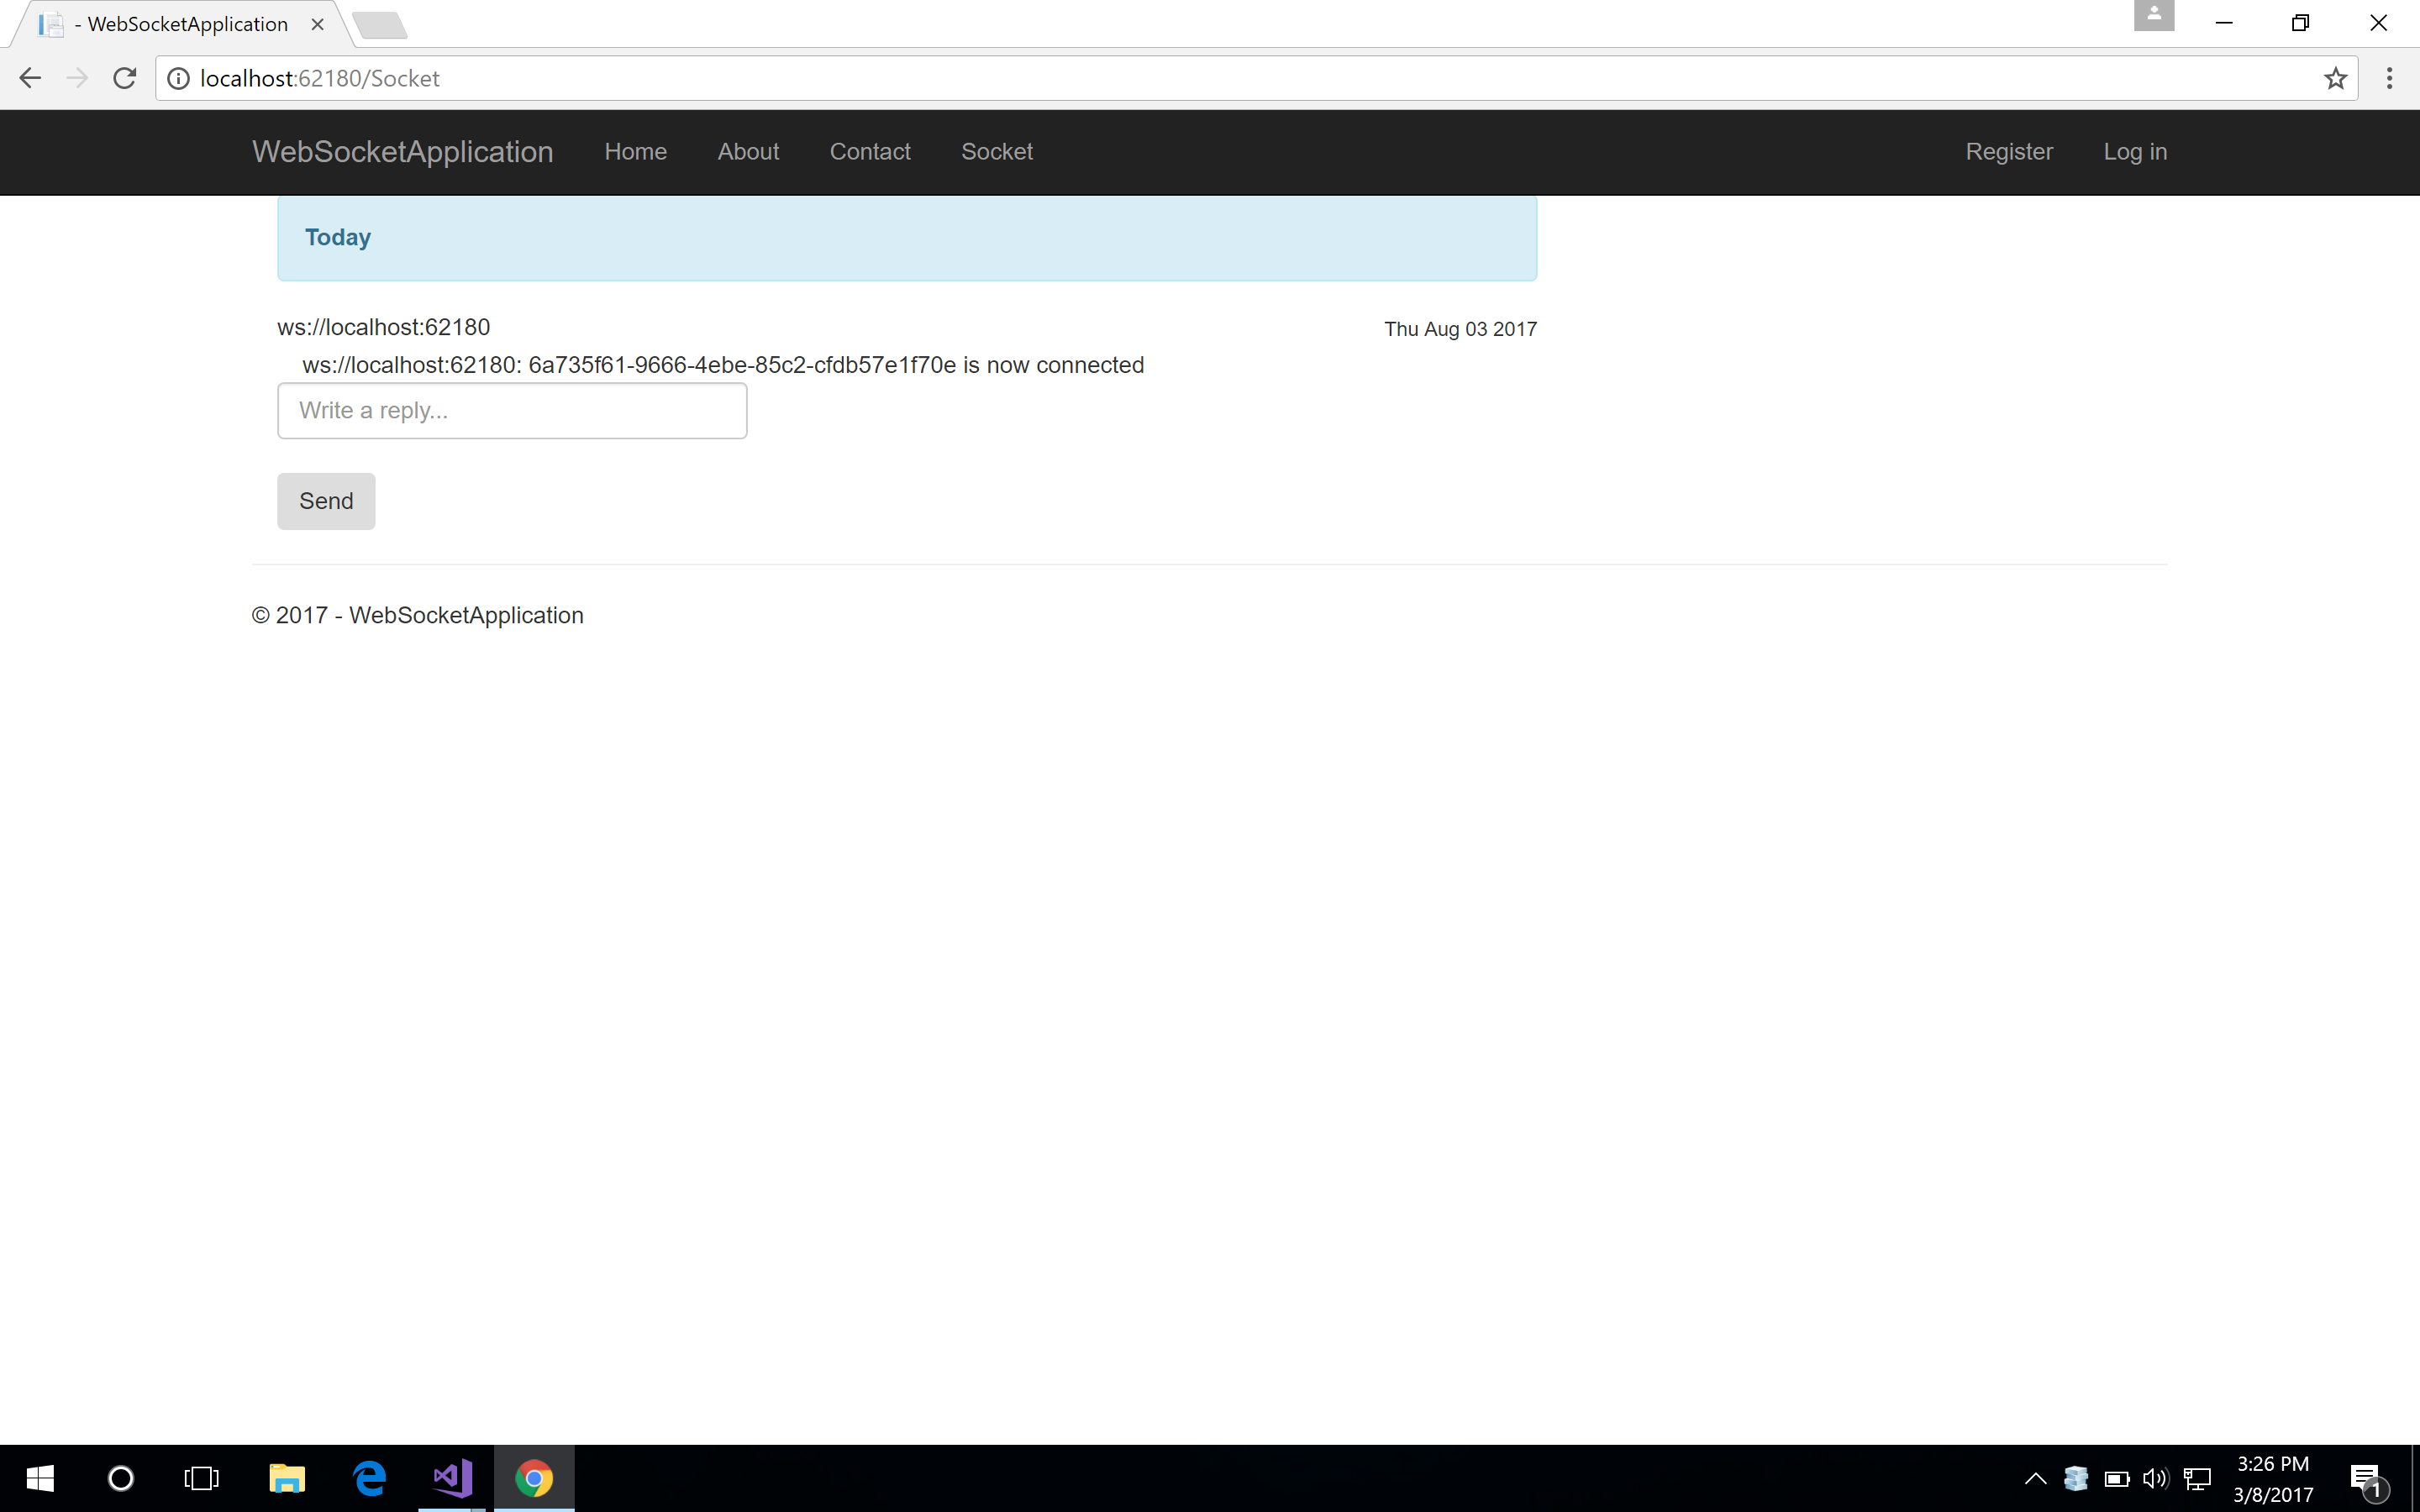 - WebSocketApplication
localhost:62180/Socket
WebSocketApplication Home About Contact Socket Register Log in
Today
ws://localhost:62180 Thu Aug 03 2017
ws://localhost:62180: 6a735f61-9666-4ebe-85c2-cfdb57e1f70e is now connected
Write a reply...
Send
© 2017 - WebSocketApplication
3:26 PM
3/8/2017
1